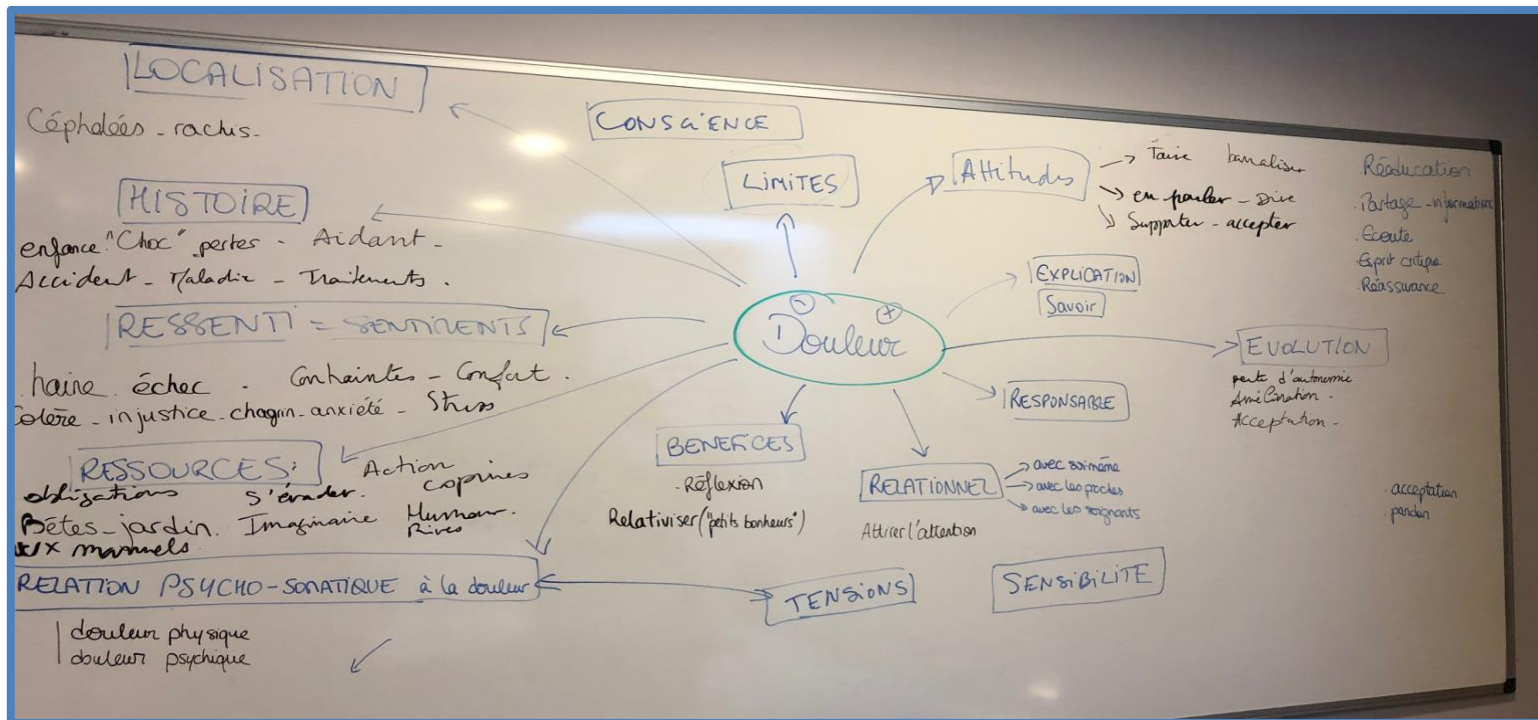 LOCALISATION
Céphalées - rachis -
HISTOIRE
enfance "Choc" pertes - Aidant -
Accident - Maladie - Traitements .
RESSENTI = SENTIMENTS
. haine échec . Contraintes - Confort .
Colère - injustice - chagrin - anxiété - Stress
RESSOURCES :
Action
copines
obligations s'évader .
Bêtes - jardin . Imaginaire Humour .
Rires
manuels .
RELATION PSYCHO-SOMATIQUE à la douleur
douleur physique
douleur psychique
CONSCIENCE
LIMITES
- Douleur +
BENEFICES
. Réflexion
Relativiser ("petits bonheurs")
TENSIONS
Attitudes
Taire banaliser
en parler - Dire
Supporter - accepter
EXPLICATION
Savoir
RESPONSABLE
RELATIONNEL
avec soi même
avec les proches
avec les soignants
Attirer l'attention
SENSIBILITE
EVOLUTION
perte d'autonomie
Amélioration -
Acceptation -
Rééducation
. Partage - informations
. Ecoute
. Esprit critique
. Réassurance
. acceptation
. pardon